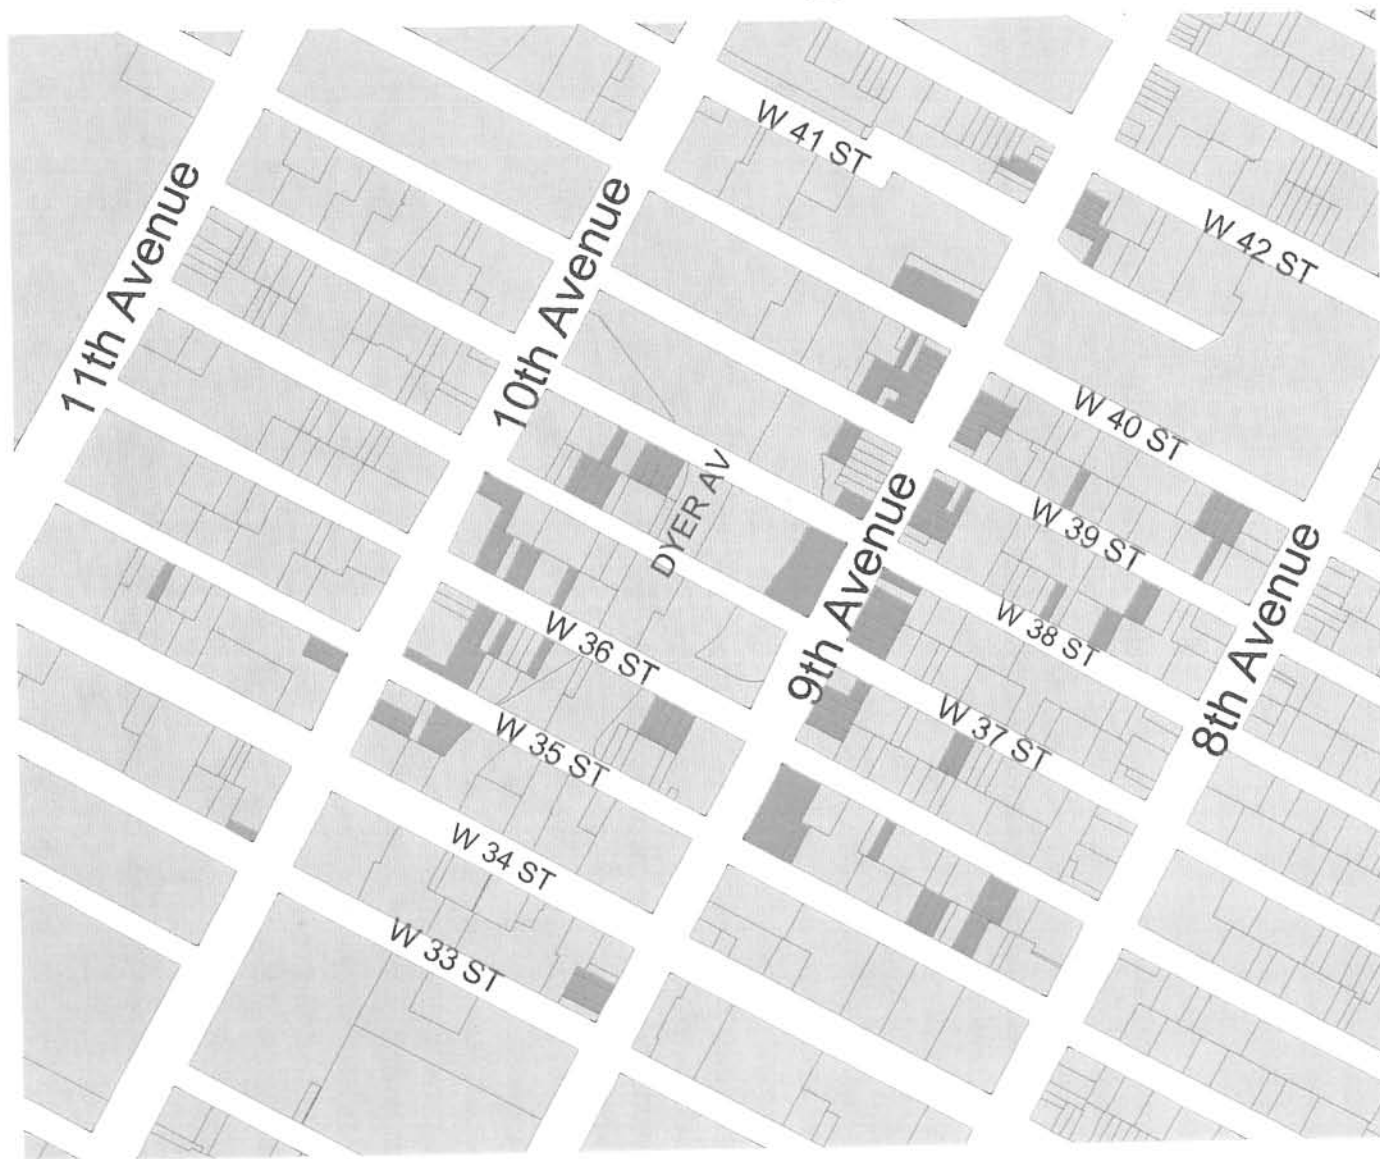 W 41 ST
11th Avenue
10th Avenue
W 42 ST
W 40 ST
DYER AV
9th Avenue
W 39 ST
8th Avenue
W 38 ST
W 36 ST
W 37 ST
W 35 ST
W 34 ST
W 33 ST